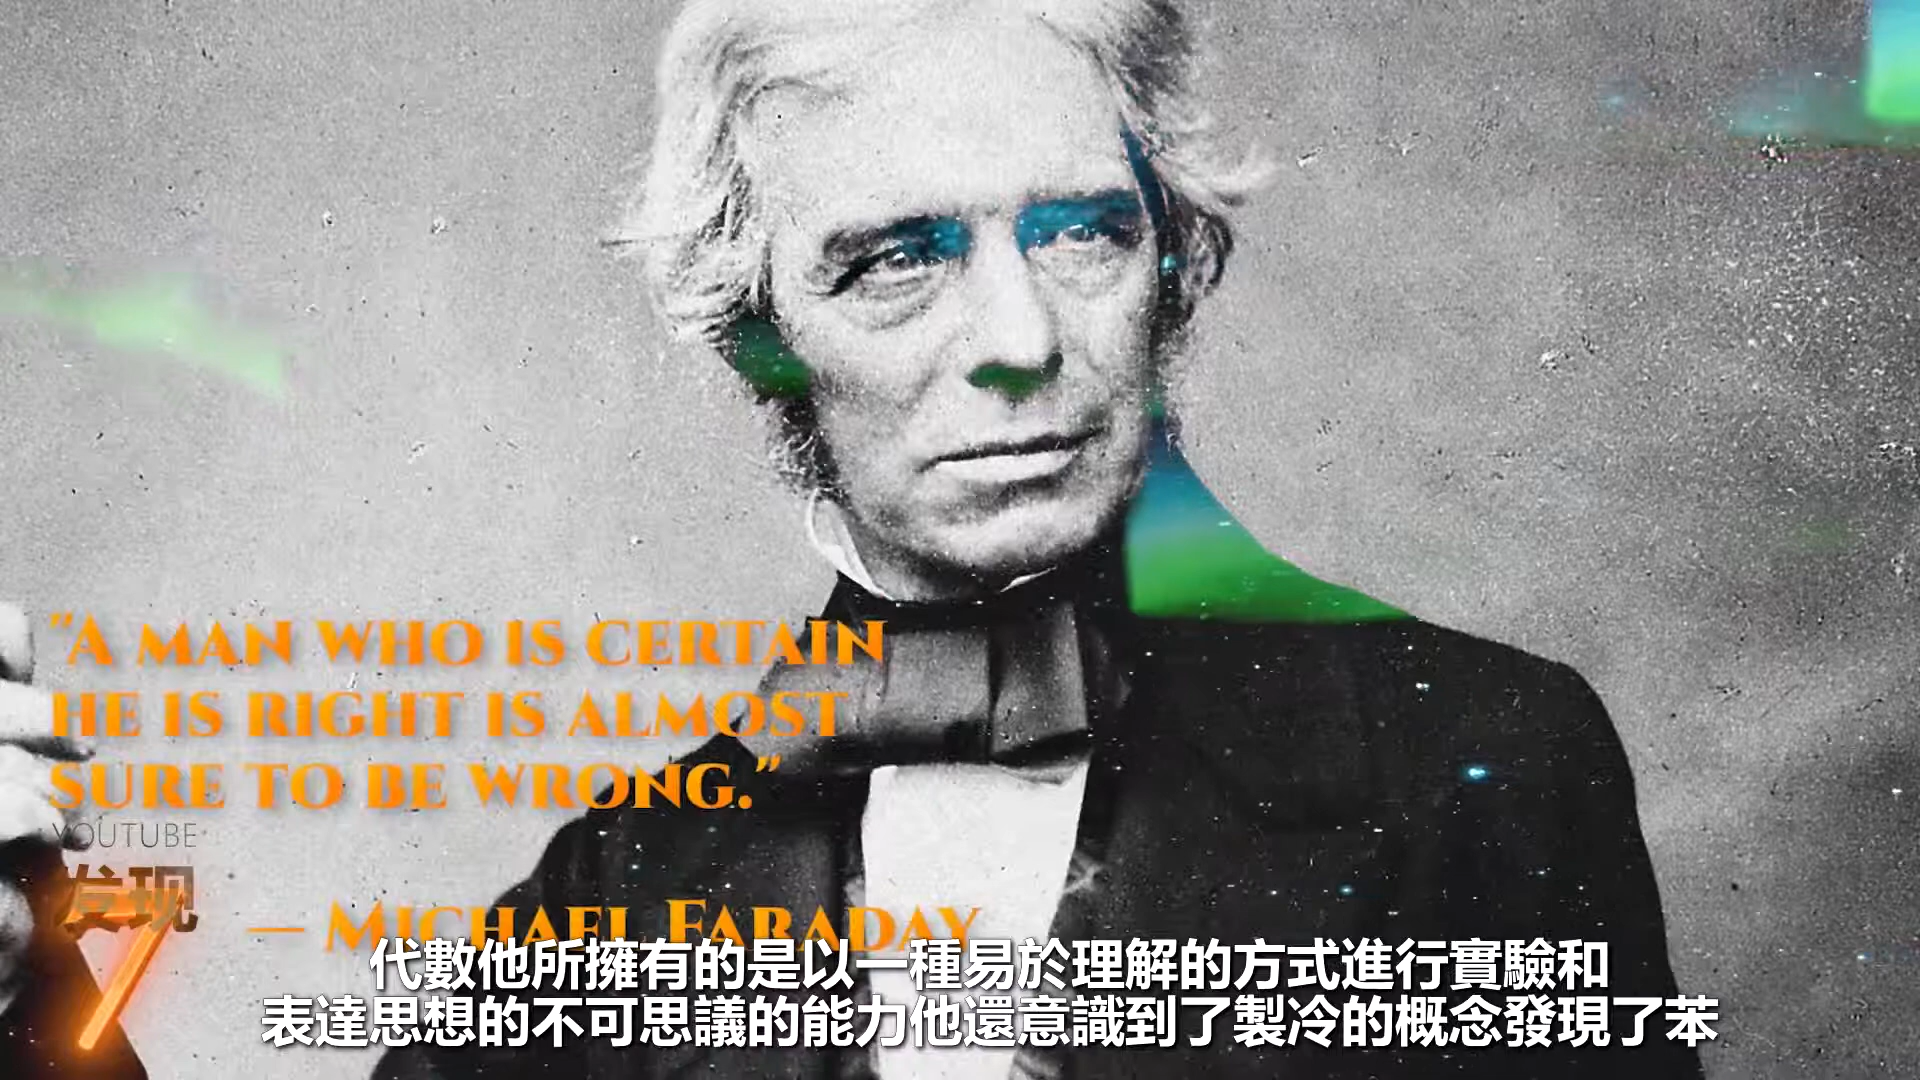 "A MAN WHO IS CERTAIN
HE IS RIGHT IS ALMOST
SURE TO BE WRONG."
YOUTUBE
发现
7
— MICHAEL FARADAY
代數他所擁有的是以一種易於理解的方式進行實驗和
表達思想的不可思議的能力他還意識到了製冷的概念發現了苯